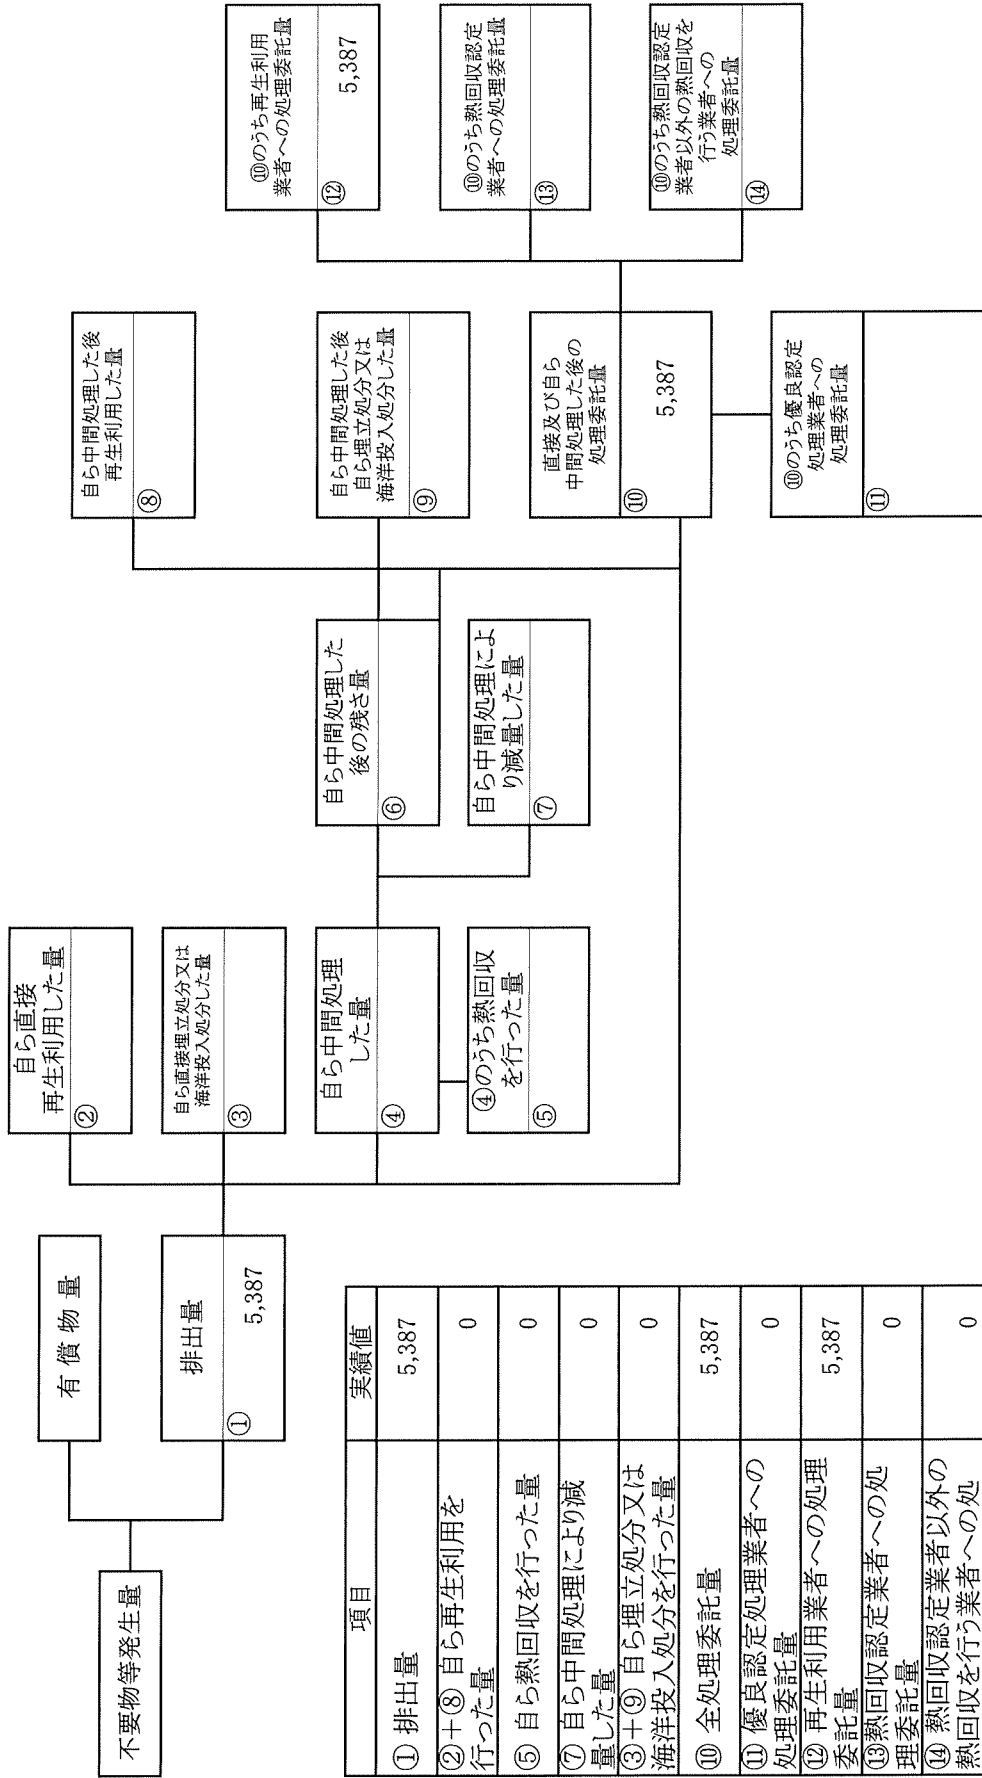 不要物等発生量
有償物量
排出量
①
5,387
自ら直接
再生利用した量
②
自ら直接埋立処分又は
海洋投入処分した量
③
自ら中間処理
した量
④
④のうち熱回収
を行った量
⑤
自ら中間処理した
後の残さ量
⑥
自ら中間処理によ
り減量した量
⑦
自ら中間処理した後
再生利用した量
⑧
自ら中間処理した後
自ら埋立処分又は
海洋投入処分した量
⑨
直接及び自ら
中間処理した後の
処理委託量
⑩
5,387
⑩のうち優良認定
処理業者への
処理委託量
⑪
⑩のうち再生利用
業者への処理委託量
⑫
5,387
⑩のうち熱回収認定
業者への処理委託量
⑬
⑩のうち熱回収認定
業者以外の熱回収を
行う業者への
処理委託量
⑭
項目 実績値
① 排出量 5,387
②+⑧ 自ら再生利用を
行った量 0
⑤ 自ら熱回収を行った量 0
⑦ 自ら中間処理により減
量した量 0
③+⑨ 自ら埋立処分又は
海洋投入処分を行った量 0
⑩ 全処理委託量 5,387
⑪ 優良認定処理業者への
処理委託量 0
⑫ 再生利用業者への処理
委託量 5,387
⑬熱回収認定業者への処
理委託量 0
⑭ 熱回収認定業者以外の
熱回収を行う業者への処 0